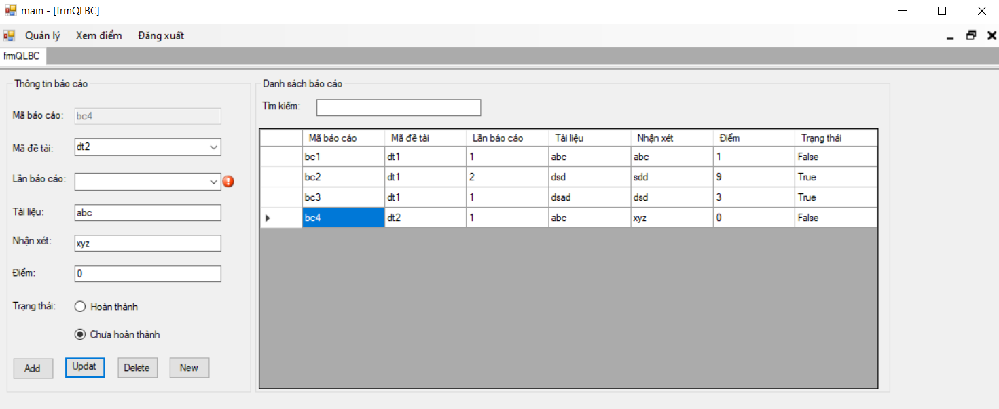 main - [frmQLBC]
Quản lý Xem điểm Đăng xuất
frmQLBC
Thông tin báo cáo
Mã báo cáo: bc4
Mã đề tài: dt2
Lần báo cáo:
Tài liệu: abc
Nhận xét: xyz
Điểm: 0
Trạng thái: Hoàn thành
Chưa hoàn thành
Add Updat Delete New
Danh sách báo cáo
Tìm kiếm:
Mã báo cáo Mã đề tài Lần báo cáo Tài liệu Nhận xét Điểm Trạng thái
bc1 dt1 1 abc abc 1 False
bc2 dt1 2 dsd sdd 9 True
bc3 dt1 1 dsad dsd 3 True
bc4 dt2 1 abc xyz 0 False